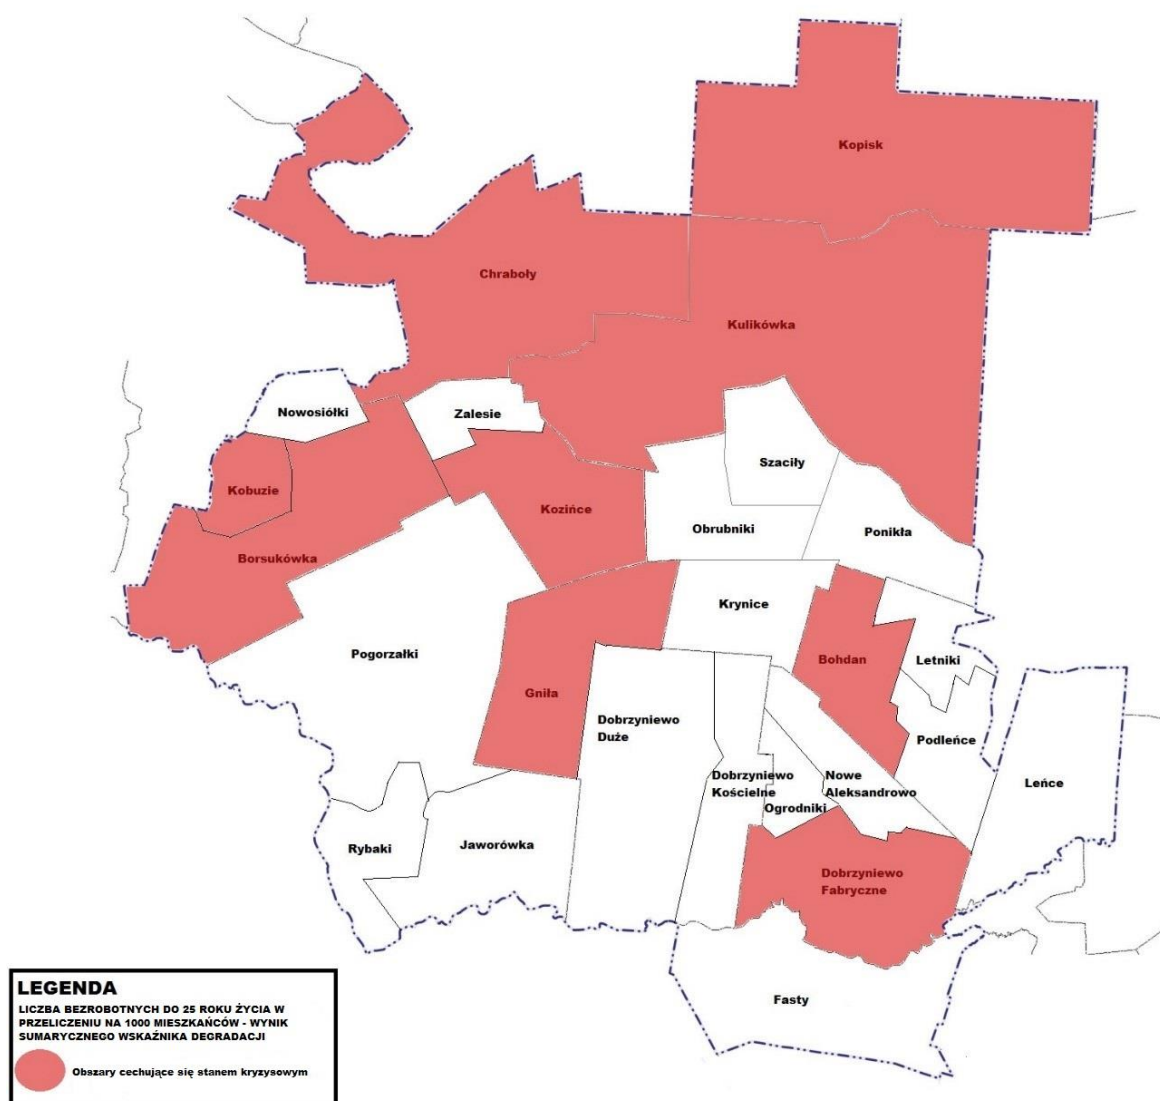 Kopisk
Chraboły
Kulikówka
Nowosiółki
Zalesie
Szaciły
Kobuzie
Kozińce
Obrubniki
Ponikła
Borsukówka
Krynice
Pogorzałki
Bohdan
Letniki
Gniła
Dobrzyniewo
Duże
Podleńce
Dobrzyniewo
Kościelne
Nowe
Aleksandrowo
Leńce
Ogrodniki
Rybaki
Jaworówka
Dobrzyniewo
Fabryczne
Fasty
LEGENDA
LICZBA BEZROBOTNYCH DO 25 ROKU ŻYCIA W
PRZELICZENIU NA 1000 MIESZKAŃCÓW - WYNIK
SUMARYCZNEGO WSKAŹNIKA DEGRADACJI
Obszary cechujące się stanem kryzysowym